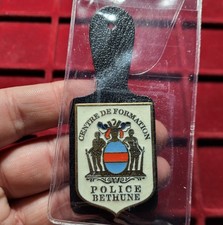 CENTRE DE FORMATION
POLICE
BETHUNE